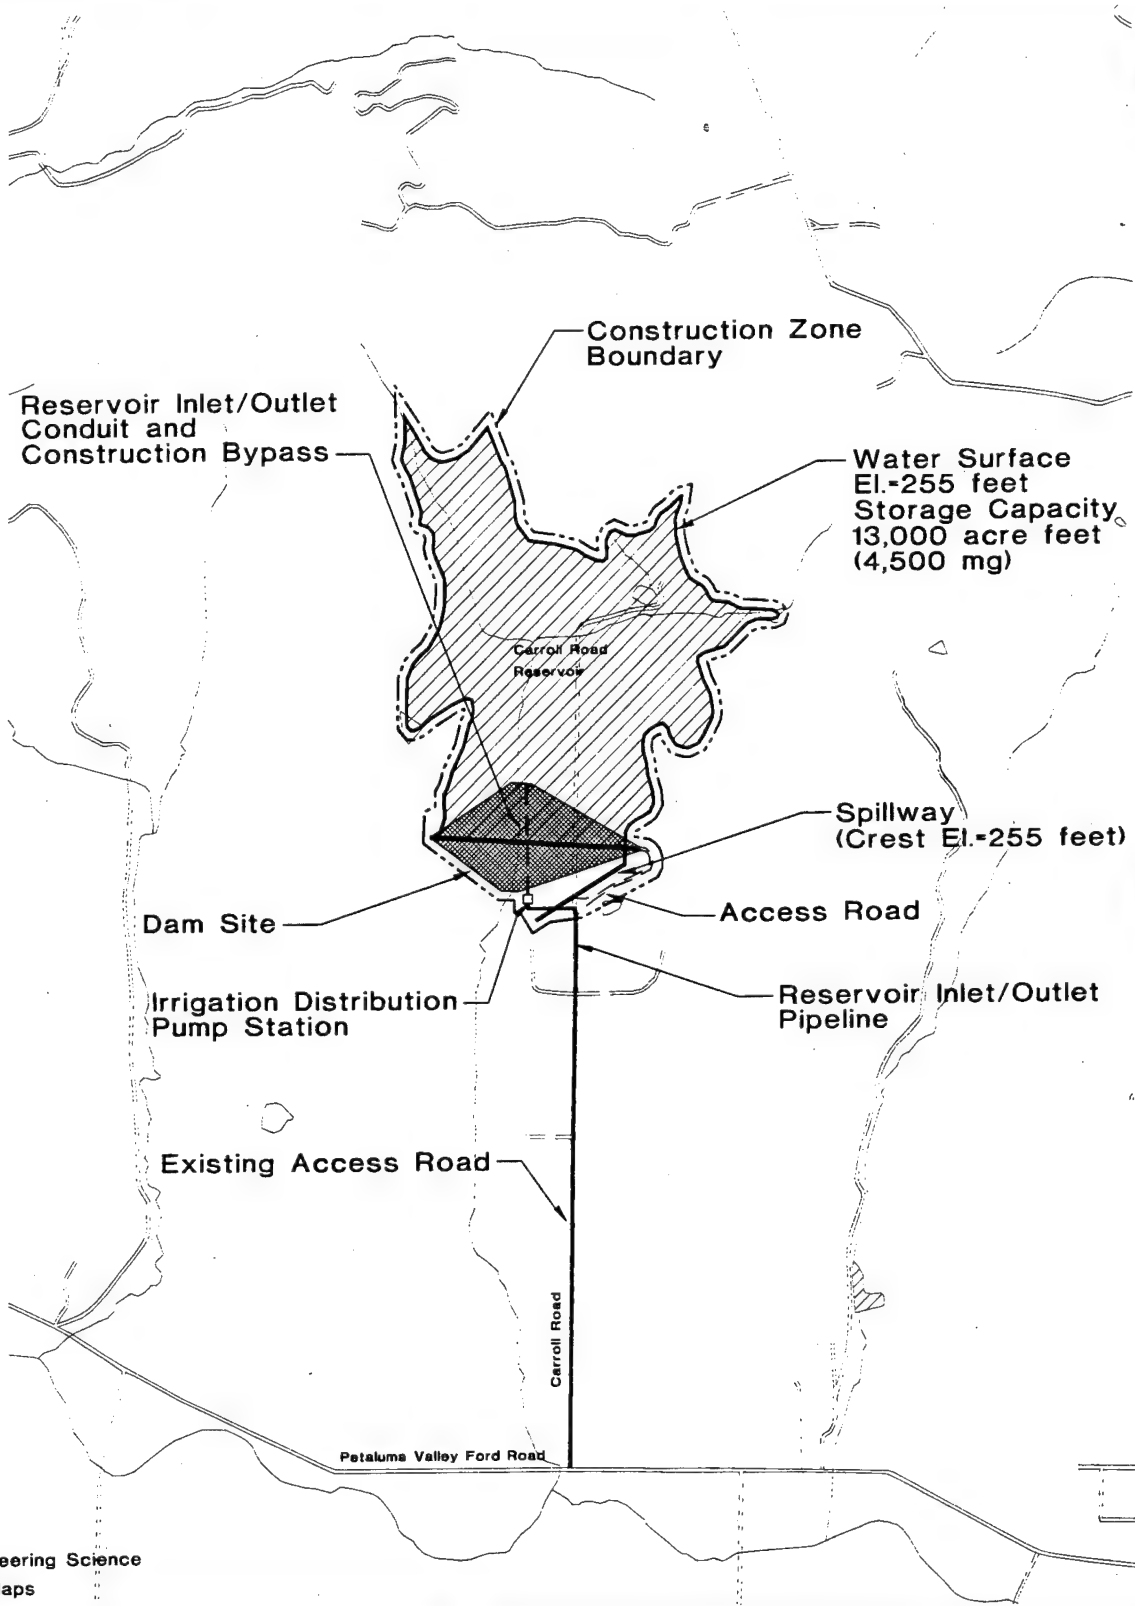 Construction Zone
Boundary
Reservoir Inlet/Outlet
Conduit and
Construction Bypass
Water Surface
El.=255 feet
Storage Capacity
13,000 acre feet
(4,500 mg)
Carroll Road
Reservoir
Spillway
(Crest El.=255 feet)
Dam Site
Access Road
Irrigation Distribution
Pump Station
Reservoir Inlet/Outlet
Pipeline
Existing Access Road
Carroll Road
Petaluma Valley Ford Road
eering Science
aps